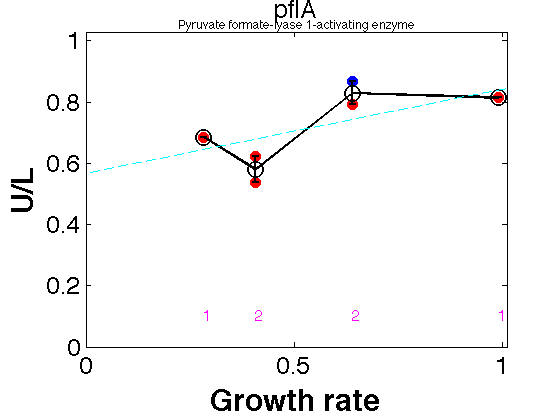 pflA
Pyruvate formate-lyase 1-activating enzyme
1
0.8
0.6
0.4
0.2
0
U/L
1 2 2 1
0 0.5 1
Growth rate